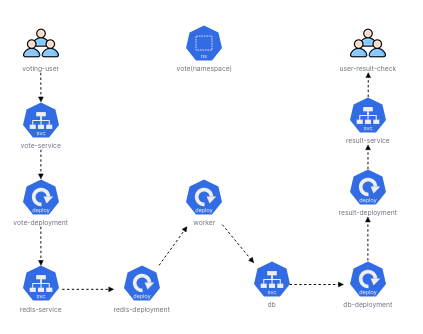 voting-user
vote(namespace)
user-result-check
ns
svc
vote-service
svc
result-service
deploy
vote-deployment
deploy
worker
deploy
result-deployment
svc
redis-service
deploy
redis-deployment
svc
db
deploy
db-deployment